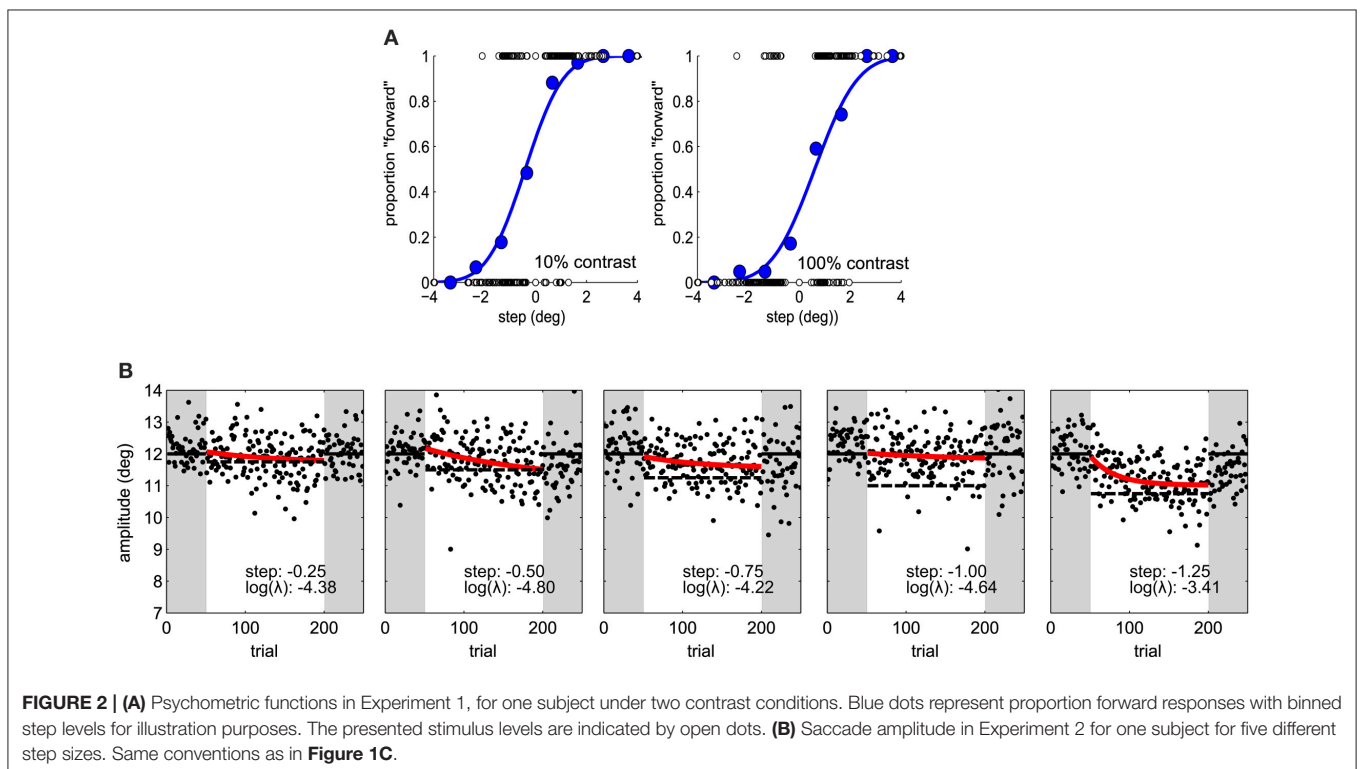 A
proportion "forward"
1
0.8
0.6
0.4
0.2
0
10% contrast
−4 −2 0 2 4
step (deg)
proportion "forward"
1
0.8
0.6
0.4
0.2
0
100% contrast
−4 −2 0 2 4
step (deg))
B
amplitude (deg)
14
13
12
11
10
9
8
7
step: -0.25
log(λ): -4.38
0 100 200
trial
step: -0.50
log(λ): -4.80
0 100 200
trial
step: -0.75
log(λ): -4.22
0 100 200
trial
step: -1.00
log(λ): -4.64
0 100 200
trial
step: -1.25
log(λ): -3.41
0 100 200
trial
FIGURE 2 | (A) Psychometric functions in Experiment 1, for one subject under two contrast conditions. Blue dots represent proportion forward responses with binned
step levels for illustration purposes. The presented stimulus levels are indicated by open dots. (B) Saccade amplitude in Experiment 2 for one subject for five different
step sizes. Same conventions as in Figure 1C.